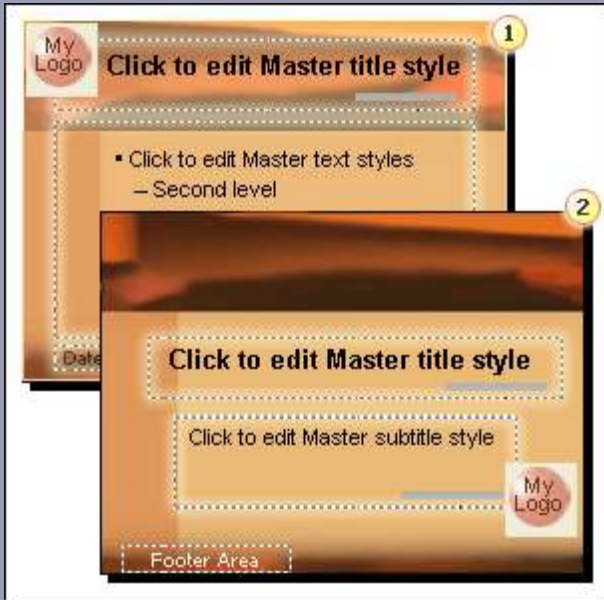 1
My
Logo
Click to edit Master title style
▪ Click to edit Master text styles
– Second level
Date
2
Click to edit Master title style
Click to edit Master subtitle style
My
Logo
Footer Area